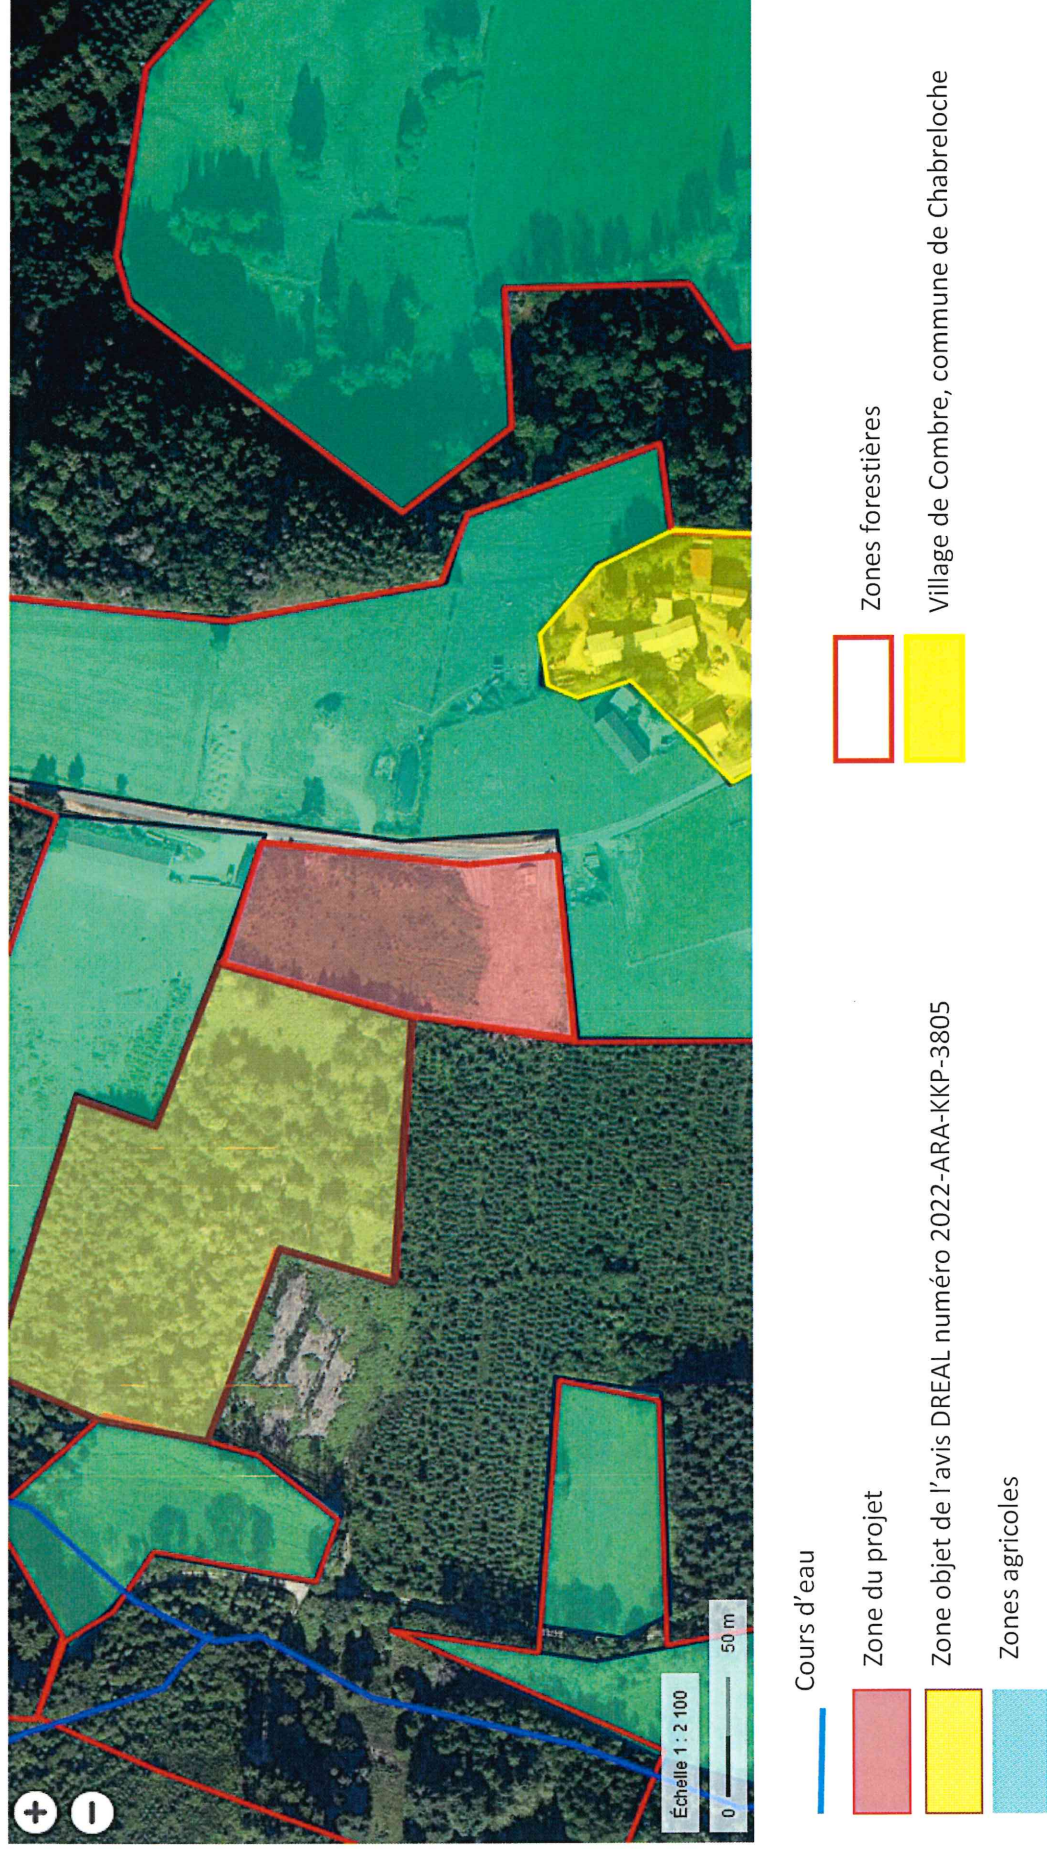 Échelle 1 : 2 100
0 50 m
Cours d'eau
Zone du projet
Zone objet de l'avis DREAL numéro 2022-ARA-KKP-3805
Zones agricoles
Zones forestières
Village de Combre, commune de Chabreloche